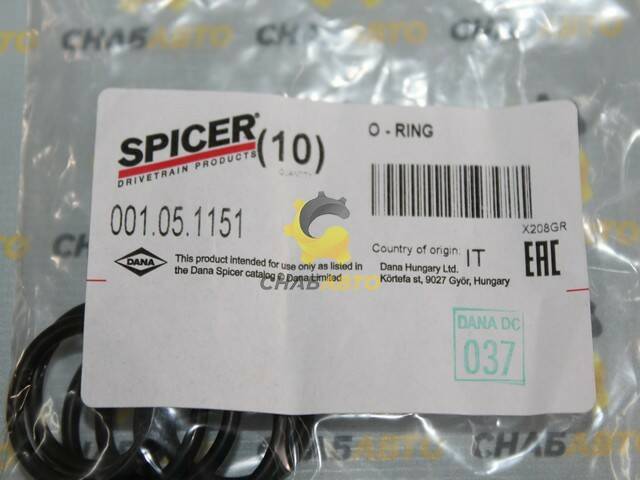 СНАБАВТО
SPICER®
DRIVETRAIN PRODUCTS
(10)
QUANTITY
O - RING
001.05.1151
X208GR
DANA
This product intended for use only as listed in
the Dana Spicer catalog © Dana Limited
Country of origin: IT
Dana Hungary Ltd.
Körtefa st, 9027 Győr, Hungary
EAC
СНАБАВТО
DANA DC
037
СНАБАВТО